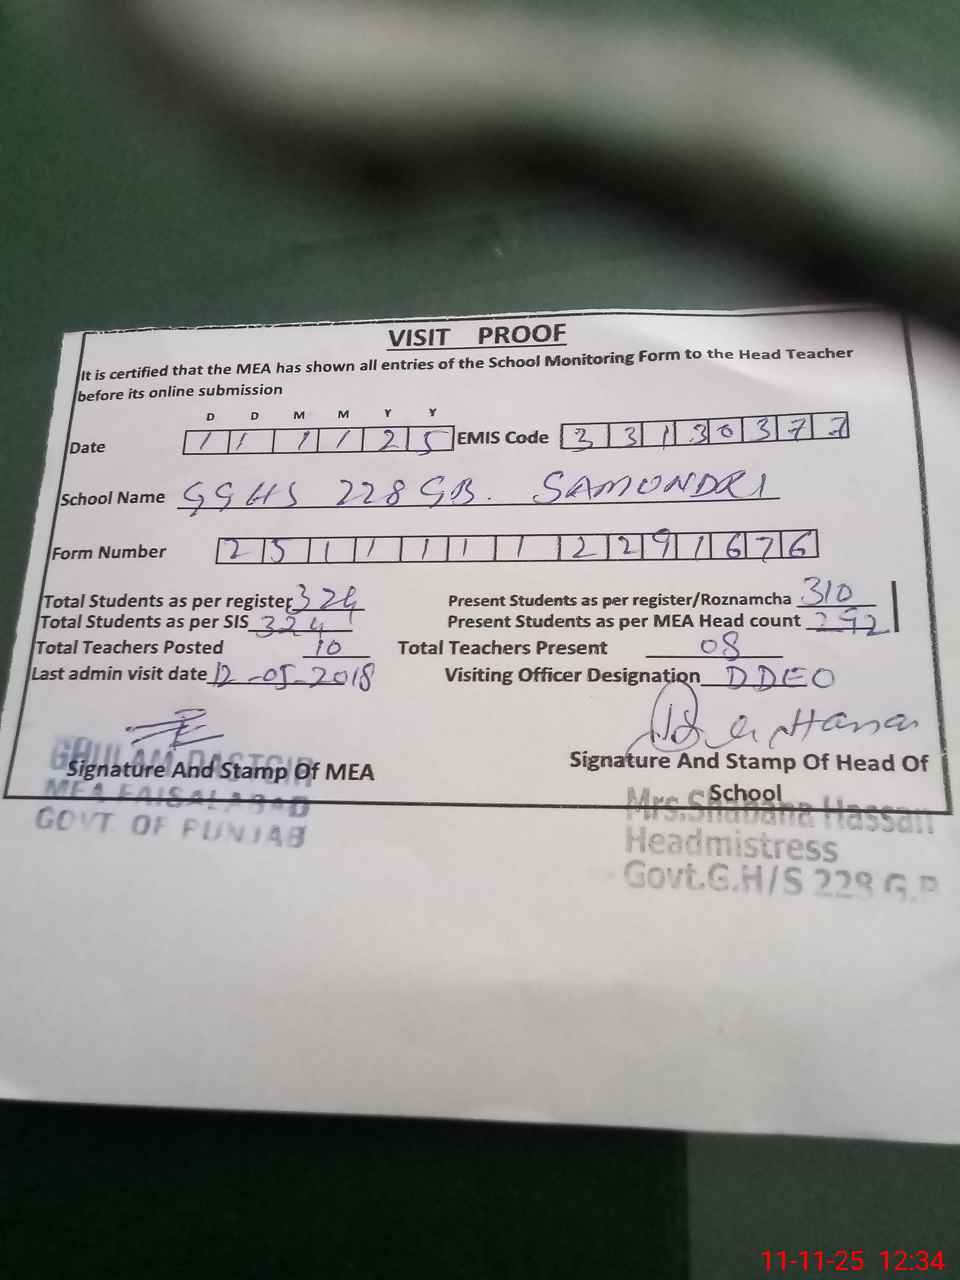 VISIT PROOF
It is certified that the MEA has shown all entries of the School Monitoring Form to the Head Teacher
before its online submission
D D M M Y Y
Date 1 1 1 1 2 5 EMIS Code 3 3 1 3 0 3 7 7
School Name GGHS 228 GB. SAMONDRI
Form Number 2 5 1 1 1 1 1 2 2 9 1 6 7 6
Total Students as per register 324 Present Students as per register/Roznamcha 310
Total Students as per SIS 324 Present Students as per MEA Head count 292
Total Teachers Posted 10 Total Teachers Present 08
Last admin visit date 12-05-2018 Visiting Officer Designation DDEO
Signature And Stamp Of MEA Signature And Stamp Of Head Of
School
GHULAM DASTGIR
MEA FAISALABAD
GOVT. OF PUNJAB
Mrs.Shabana Hassan
Headmistress
Govt.G.H/S 228 G.B
11-11-25 12:34